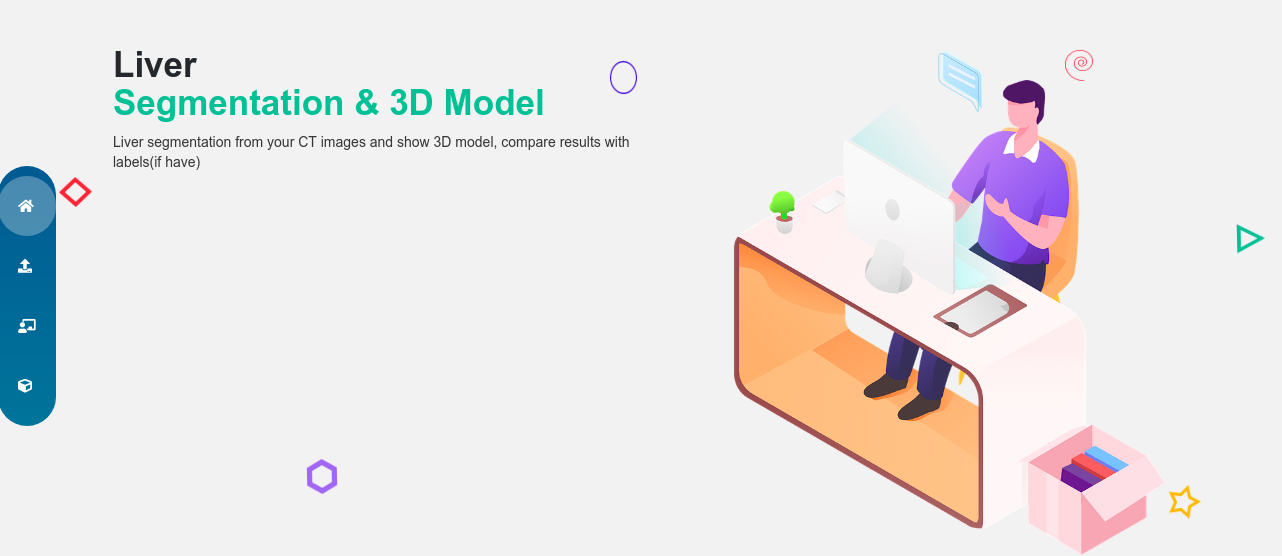 Liver
Segmentation & 3D Model
Liver segmentation from your CT images and show 3D model, compare results with
labels(if have)